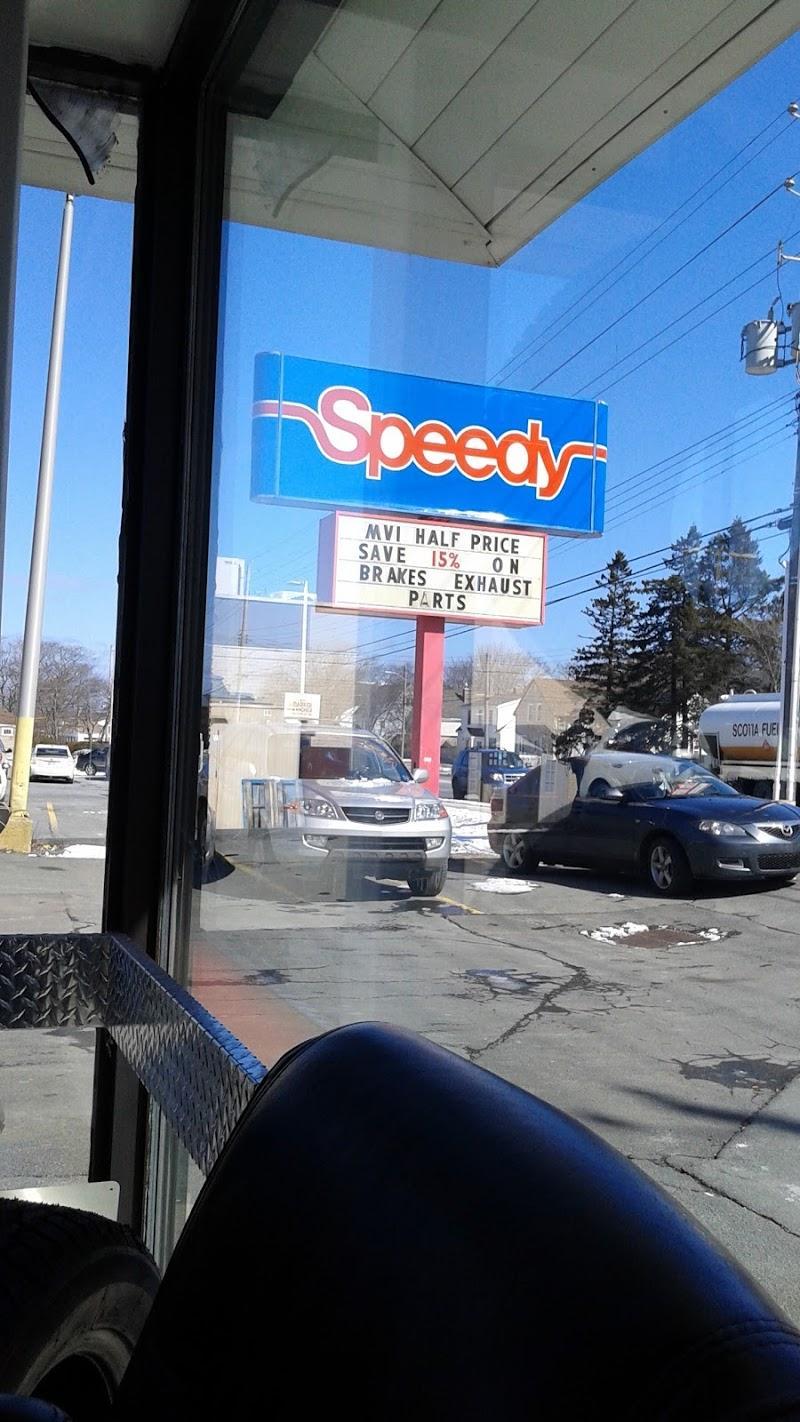 Speedy
MVI HALF PRICE
SAVE 15% ON
BRAKES EXHAUST
PARTS
SCOTIA FUE